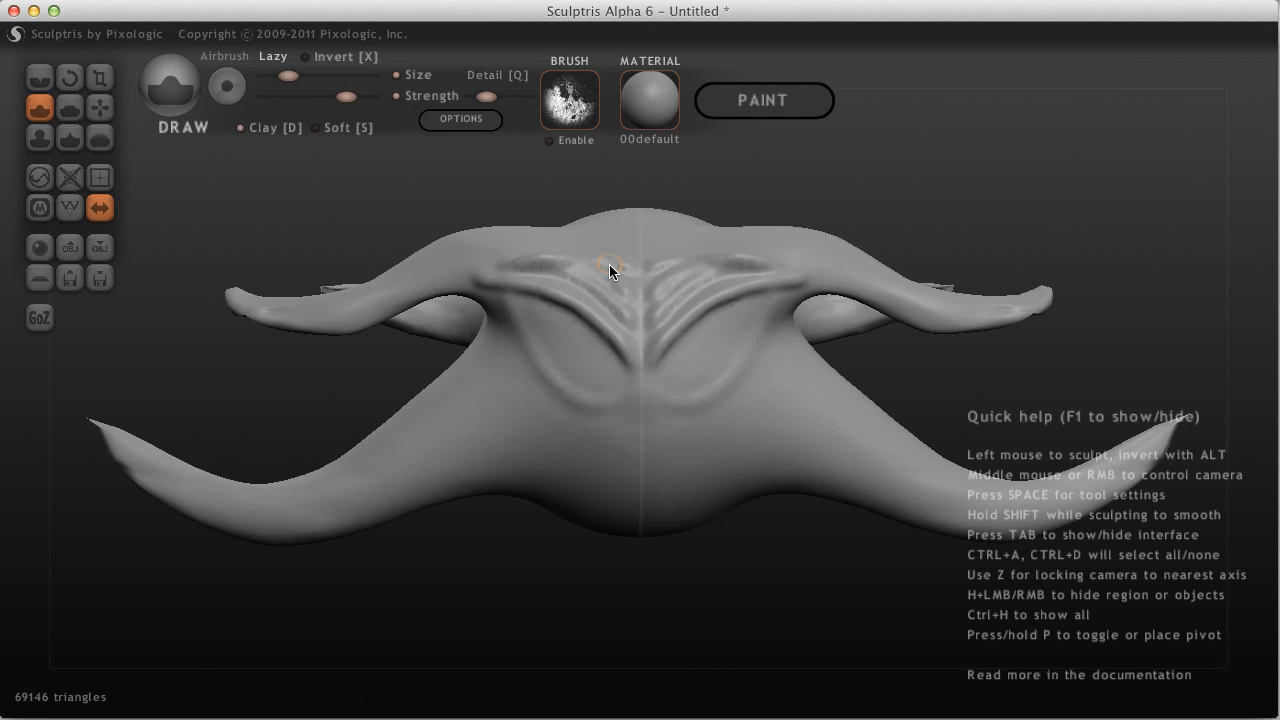 Sculptris Alpha 6 - Untitled *
Sculptris by Pixologic Copyright © 2009-2011 Pixologic, Inc.
Airbrush Lazy Invert [X]
BRUSH MATERIAL
Size Detail [Q]
Strength
PAINT
OPTIONS
DRAW Clay [D] Soft [S]
Enable 00default
OBJ OBJ
GoZ
Quick help (F1 to show/hide)
Left mouse to sculpt, invert with ALT
Middle mouse or RMB to control camera
Press SPACE for tool settings
Hold SHIFT while sculpting to smooth
Press TAB to show/hide interface
CTRL+A, CTRL+D will select all/none
Use Z for locking camera to nearest axis
H+LMB/RMB to hide region or objects
Ctrl+H to show all
Press/hold P to toggle or place pivot
Read more in the documentation
69146 triangles